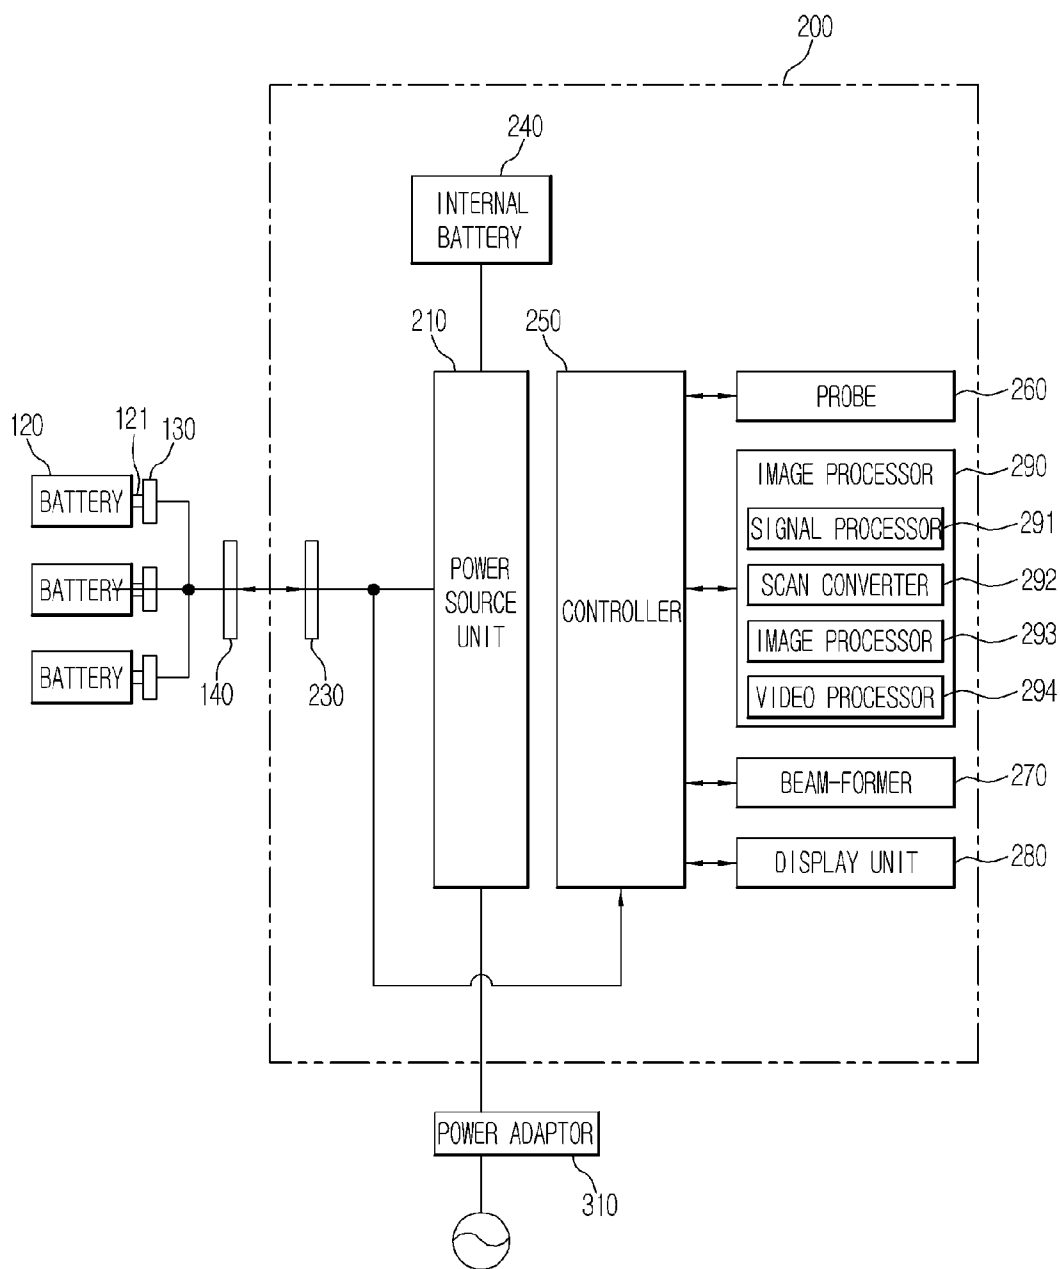 200
240
INTERNAL
BATTERY
210
250
PROBE
260
120
121
130
BATTERY
IMAGE PROCESSOR
290
SIGNAL PROCESSOR
291
BATTERY
POWER
SOURCE
UNIT
CONTROLLER
SCAN CONVERTER
292
IMAGE PROCESSOR
293
BATTERY
140
230
VIDEO PROCESSOR
294
BEAM-FORMER
270
DISPLAY UNIT
280
POWER ADAPTOR
310